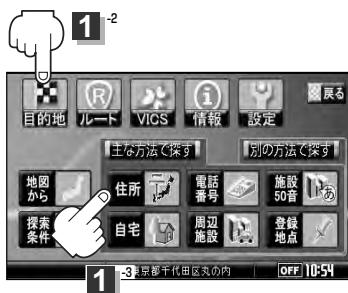 1-2
目的地 ルート VICS 情報 設定 戻る
主な方法で探す 別の方法で探す
地図から 住所 電話番号 施設50音
探索条件 自宅 周辺施設 登録地点
1-3 東京都千代田区丸の内 OFF 10:54